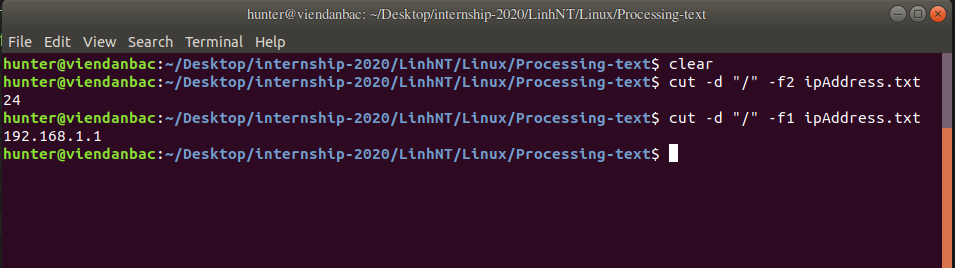 hunter@viendanbac: ~/Desktop/internship-2020/LinhNT/Linux/Processing-text
File Edit View Search Terminal Help
hunter@viendanbac:~/Desktop/internship-2020/LinhNT/Linux/Processing-text$ clear
hunter@viendanbac:~/Desktop/internship-2020/LinhNT/Linux/Processing-text$ cut -d "/" -f2 ipAddress.txt
24
hunter@viendanbac:~/Desktop/internship-2020/LinhNT/Linux/Processing-text$ cut -d "/" -f1 ipAddress.txt
192.168.1.1
hunter@viendanbac:~/Desktop/internship-2020/LinhNT/Linux/Processing-text$